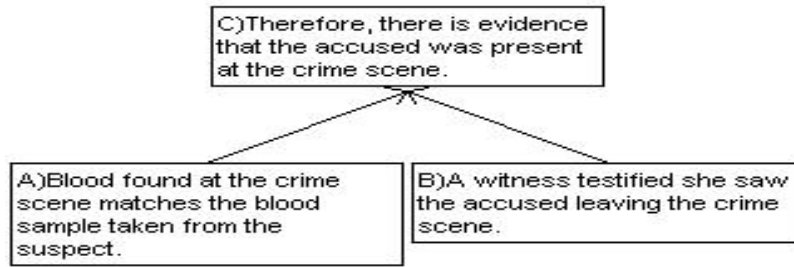 C)Therefore, there is evidence
that the accused was present
at the crime scene.
A)Blood found at the crime
scene matches the blood
sample taken from the
suspect.
B)A witness testified she saw
the accused leaving the crime
scene.